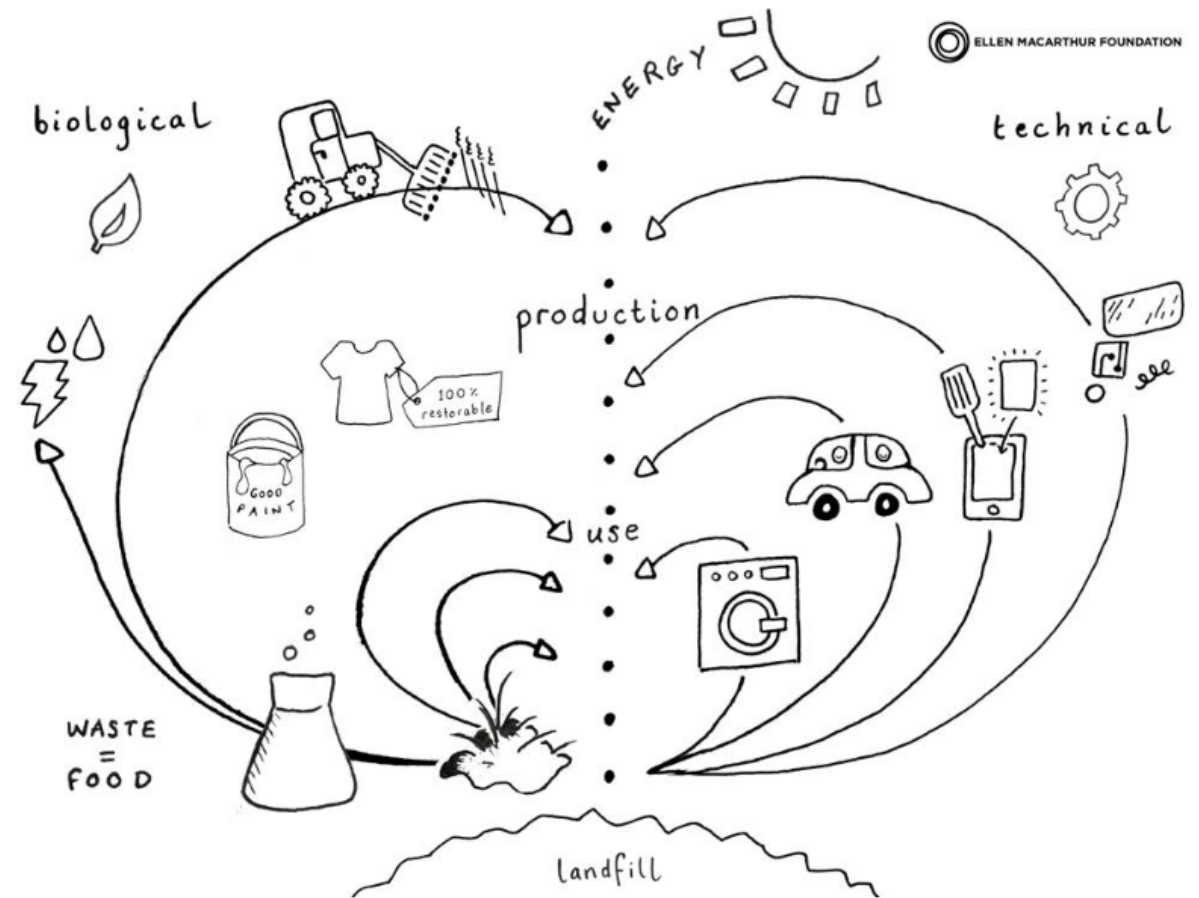 ELLEN MACARTHUR FOUNDATION
ENERGY
biological
technical
production
100%
restorable
GOOD
PAINT
use
WASTE
=
FOOD
landfill